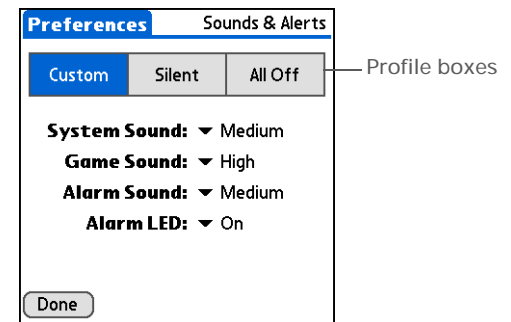 Preferences Sounds & Alerts
Custom Silent All Off
Profile boxes
System Sound: Medium
Game Sound: High
Alarm Sound: Medium
Alarm LED: On
Done